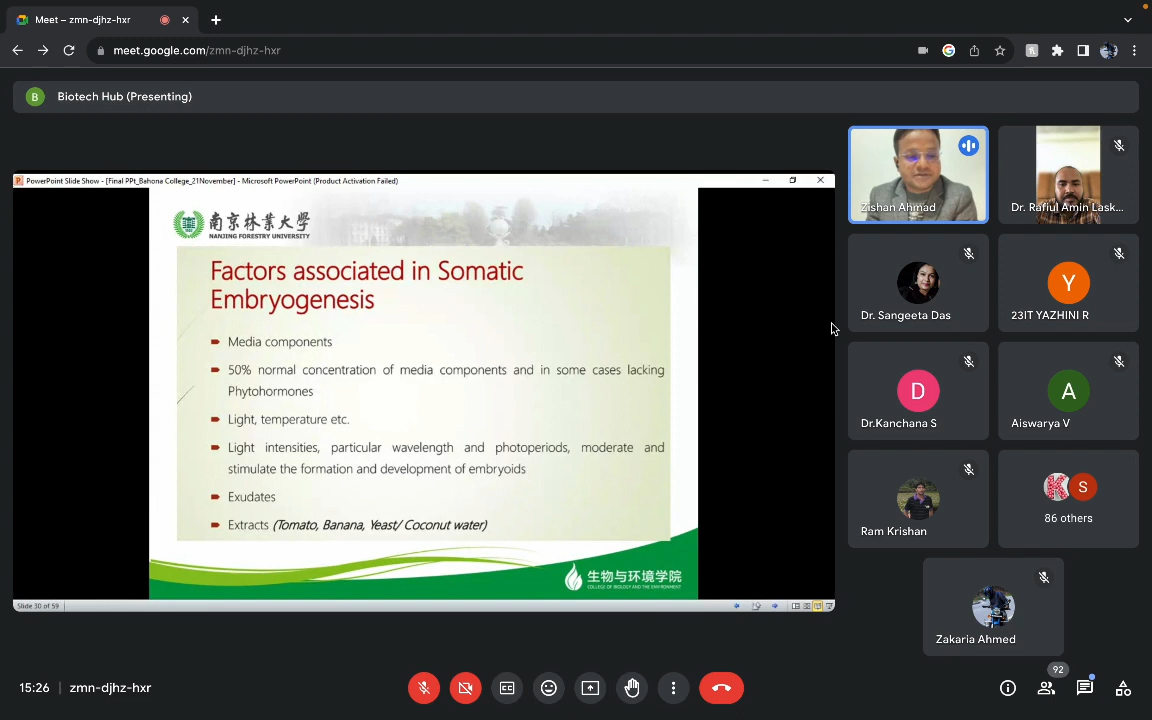 Meet – zmn-djhz-hxr
meet.google.com/zmn-djhz-hxr
B
Biotech Hub (Presenting)
PowerPoint Slide Show - [Final PPt_Bahona College_21November] - Microsoft PowerPoint (Product Activation Failed)
南京林業大學
NANJING FORESTRY UNIVERSITY
Factors associated in Somatic
Embryogenesis
Media components
50% normal concentration of media components and in some cases lacking
Phytohormones
Light, temperature etc.
Light intensities, particular wavelength and photoperiods, moderate and
stimulate the formation and development of embryoids
Exudates
Extracts (Tomato, Banana, Yeast/ Coconut water)
生物与环境学院
COLLEGE OF BIOLOGY AND THE ENVIRONMENT
Slide 30 of 59
Zishan Ahmad
Dr. Rafiul Amin Lask...
Dr. Sangeeta Das
Y
23IT YAZHINI R
D
Dr.Kanchana S
A
Aiswarya V
Ram Krishan
K S
86 others
Zakaria Ahmed
15:26 | zmn-djhz-hxr
92